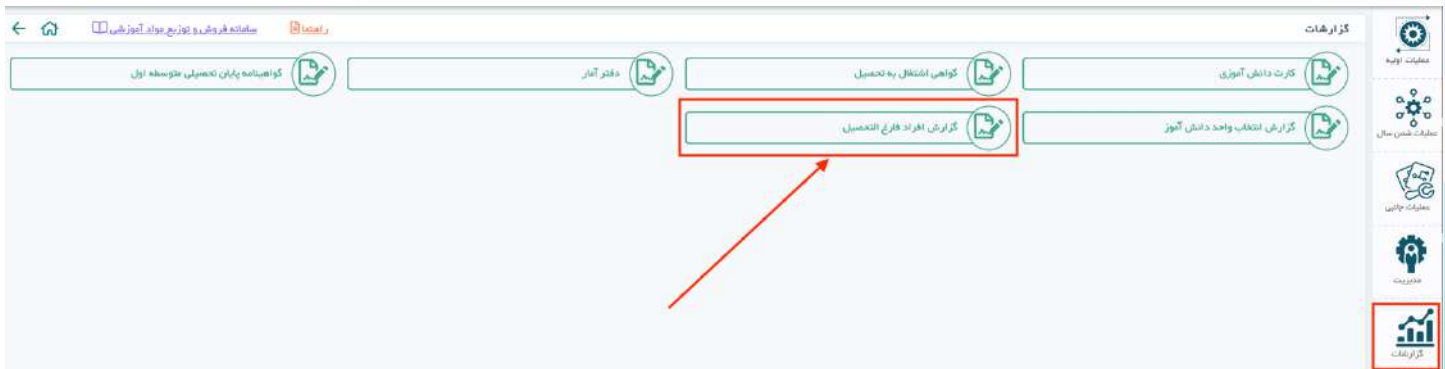 گزارشات
راهنما
سامانه فروش و توزیع مواد آموزشی
کارت دانش آموزی
گواهی اشتغال به تحصیل
دفتر آمار
گواهینامه پایان تحصیلی متوسطه اول
گزارش انتخاب واحد دانش آموز
گزارش افراد فارغ التحصیل
عملیات اولیه
عملیات ضمن سال
عملیات جانبی
مدیریت
گزارشات